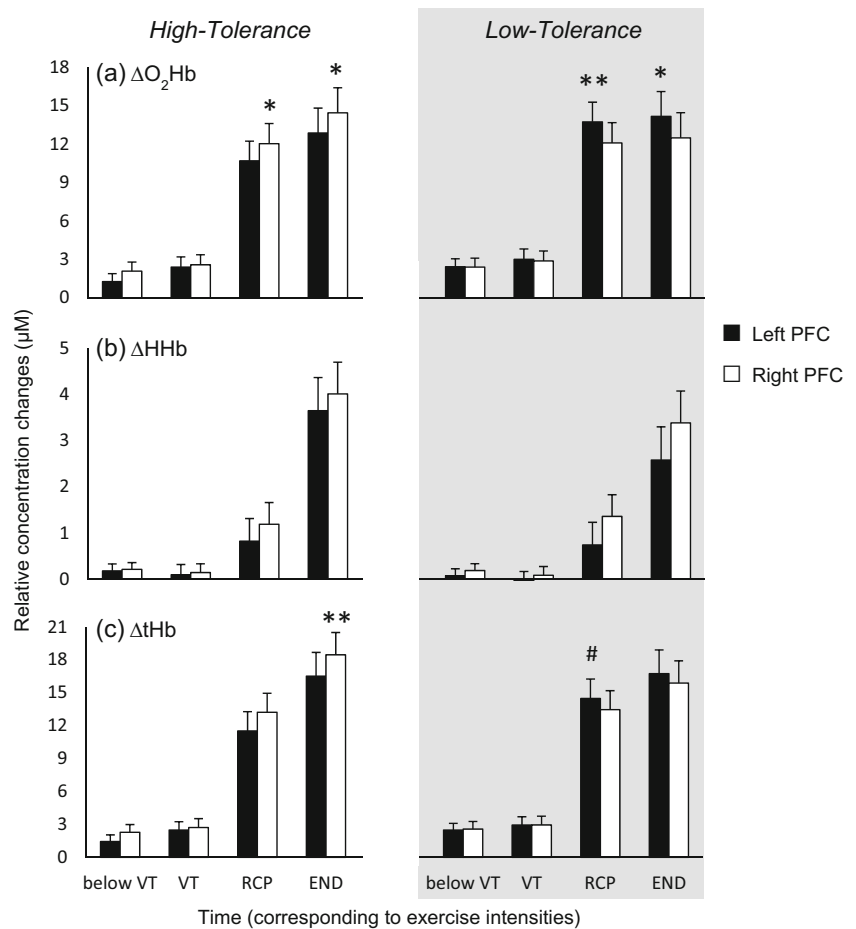 High-Tolerance Low-Tolerance
(a) ΔO₂Hb
18
15
12
9
6
3
0
* *
** *
(b) ΔHHb
5
4
3
2
1
0
(c) ΔtHb
21
18
15
12
9
6
3
0
**
#
Relative concentration changes (μM)
Left PFC
Right PFC
below VT VT RCP END below VT VT RCP END
Time (corresponding to exercise intensities)